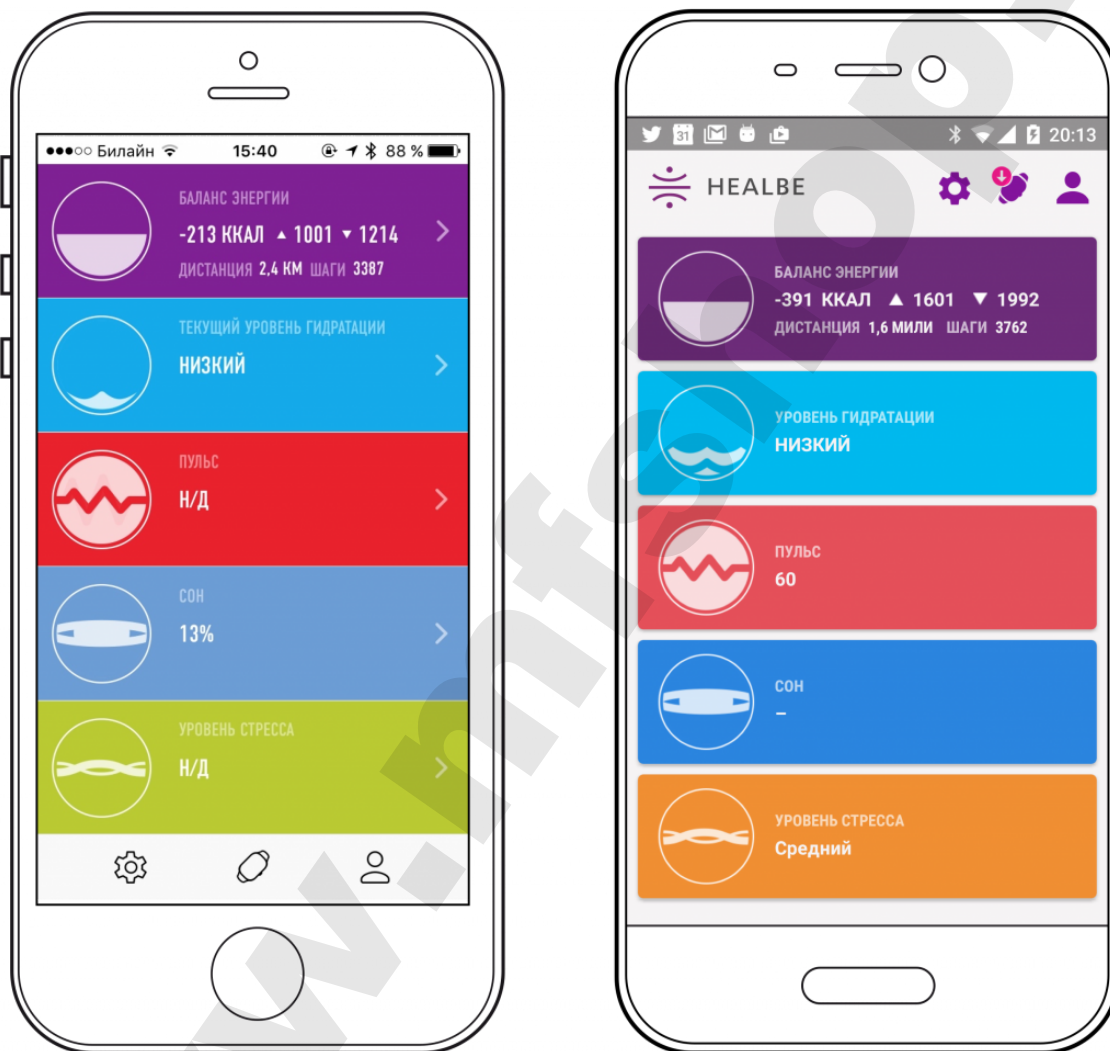 Билайн 15:40 88 %
БАЛАНС ЭНЕРГИИ
-213 ККАЛ ▲ 1001 ▼ 1214
ДИСТАНЦИЯ 2,4 КМ ШАГИ 3387
ТЕКУЩИЙ УРОВЕНЬ ГИДРАТАЦИИ
НИЗКИЙ
ПУЛЬС
Н/Д
СОН
13%
УРОВЕНЬ СТРЕССА
Н/Д
31 20:13
HEALBE
БАЛАНС ЭНЕРГИИ
-391 ККАЛ ▲ 1601 ▼ 1992
ДИСТАНЦИЯ 1,6 МИЛИ ШАГИ 3762
УРОВЕНЬ ГИДРАТАЦИИ
НИЗКИЙ
ПУЛЬС
60
СОН
–
УРОВЕНЬ СТРЕССА
Средний